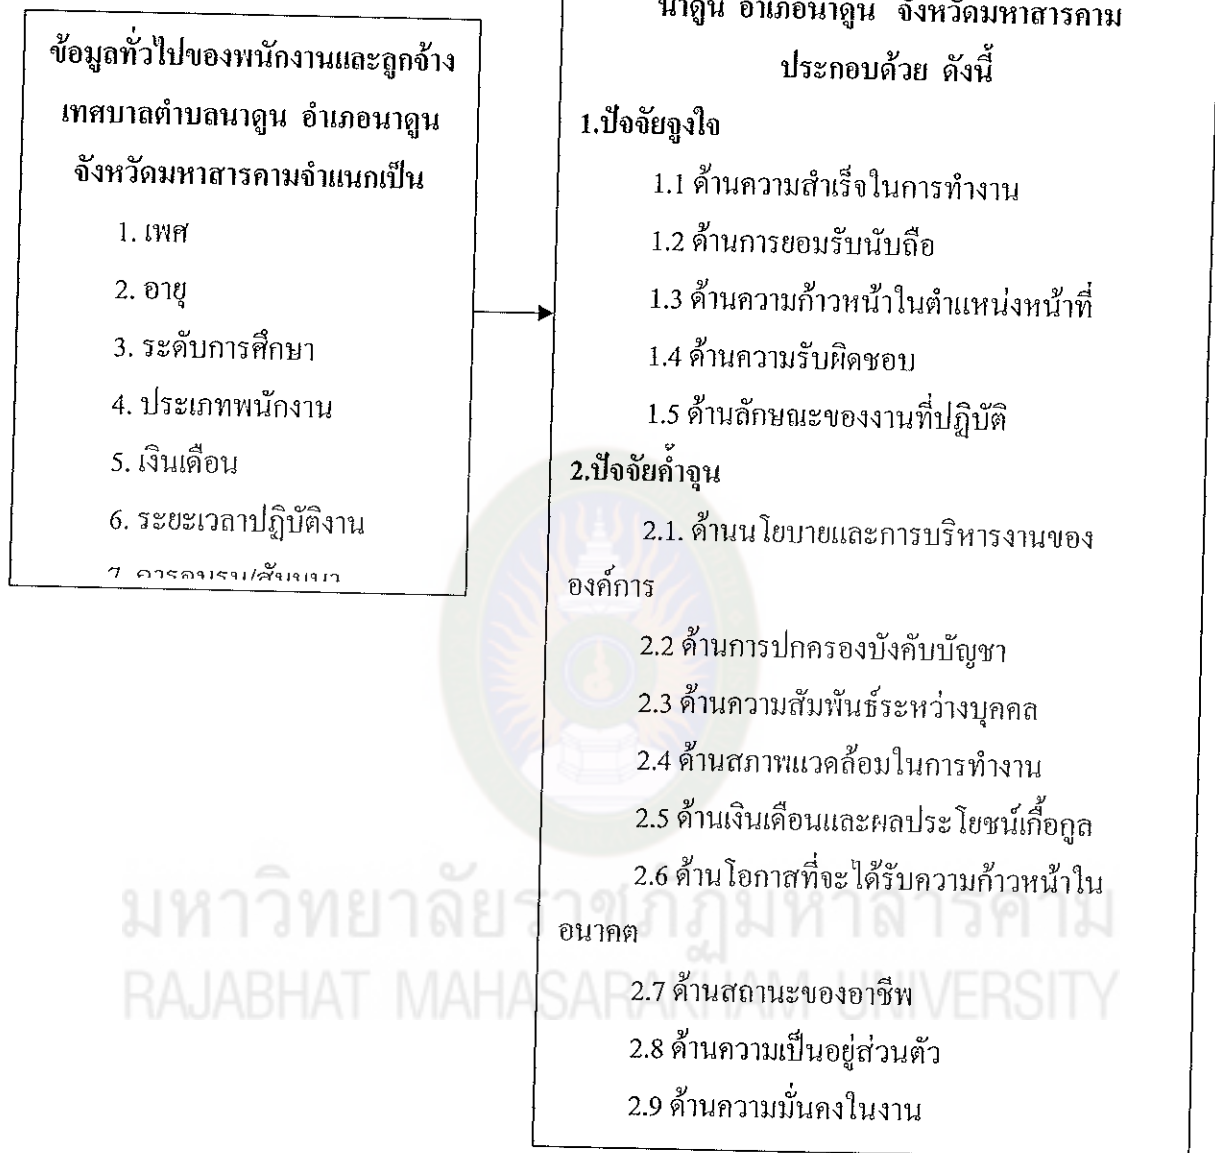 ข้อมูลทั่วไปของพนักงานและลูกจ้าง
เทศบาลตำบลนาดูน อำเภอนาดูน
จังหวัดมหาสารคามจำแนกเป็น
1. เพศ
2. อายุ
3. ระดับการศึกษา
4. ประเภทพนักงาน
5. เงินเดือน
6. ระยะเวลาปฏิบัติงาน
7. การอบรม/สัมมนา
นาดูน อำเภอนาดูน จังหวัดมหาสารคาม
ประกอบด้วย ดังนี้
1.ปัจจัยจูงใจ
1.1 ด้านความสำเร็จในการทำงาน
1.2 ด้านการยอมรับนับถือ
1.3 ด้านความก้าวหน้าในตำแหน่งหน้าที่
1.4 ด้านความรับผิดชอบ
1.5 ด้านลักษณะของงานที่ปฏิบัติ
2.ปัจจัยค้ำจุน
2.1. ด้านนโยบายและการบริหารงานของ
องค์การ
2.2 ด้านการปกครองบังคับบัญชา
2.3 ด้านความสัมพันธ์ระหว่างบุคคล
2.4 ด้านสภาพแวดล้อมในการทำงาน
2.5 ด้านเงินเดือนและผลประโยชน์เกื้อกูล
2.6 ด้านโอกาสที่จะได้รับความก้าวหน้าใน
อนาคต
2.7 ด้านสถานะของอาชีพ
2.8 ด้านความเป็นอยู่ส่วนตัว
2.9 ด้านความมั่นคงในงาน
มหาวิทยาลัยราชภัฏมหาสารคาม
RAJABHAT MAHASARAKHAM UNIVERSITY